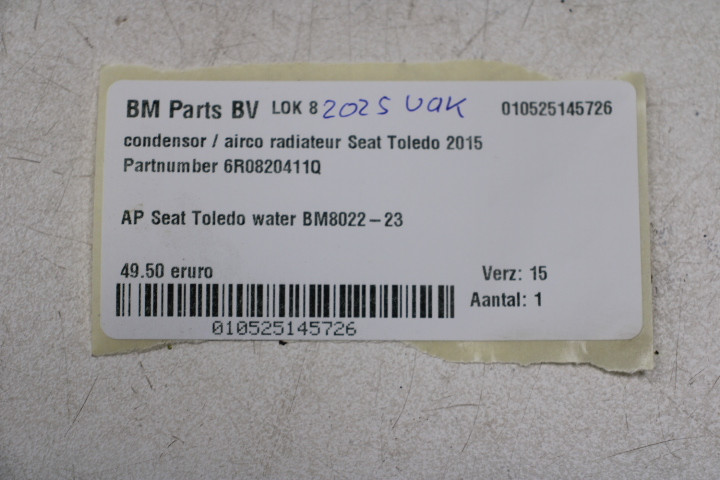 BM Parts BV LOK 8 2025 vak 010525145726
condensor / airco radiateur Seat Toledo 2015
Partnumber 6R0820411Q
AP Seat Toledo water BM8022-23
49.50 eruro Verz: 15
Aantal: 1
010525145726